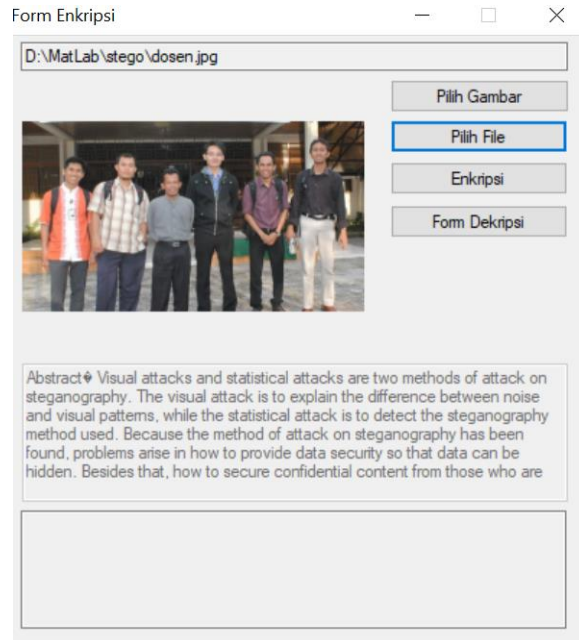 Form Enkripsi
D:\MatLab\stego\dosen.jpg
Pilih Gambar
Pilih File
Enkripsi
Form Dekripsi
Abstract� Visual attacks and statistical attacks are two methods of attack on
steganography. The visual attack is to explain the difference between noise
and visual patterns, while the statistical attack is to detect the steganography
method used. Because the method of attack on steganography has been
found, problems arise in how to provide data security so that data can be
hidden. Besides that, how to secure confidential content from those who are